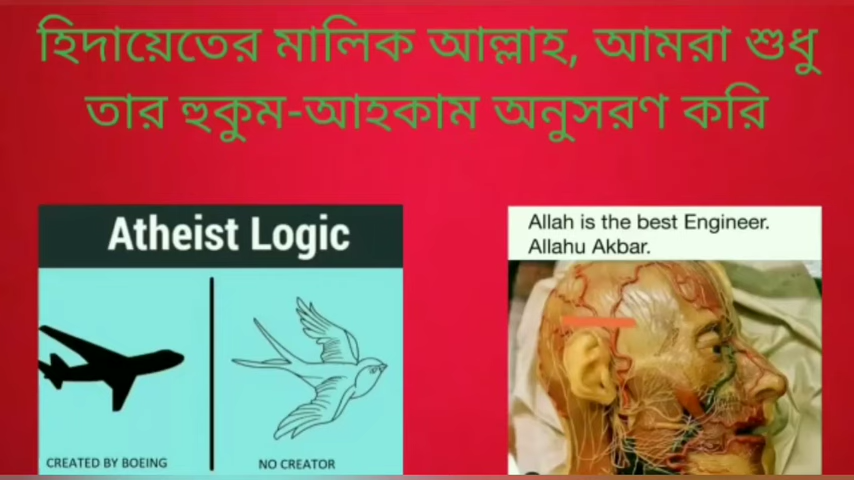 হিদায়েতের মালিক আল্লাহ, আমরা শুধু
তার হুকুম-আহকাম অনুসরণ করি
Atheist Logic
CREATED BY BOEING
NO CREATOR
Allah is the best Engineer.
Allahu Akbar.